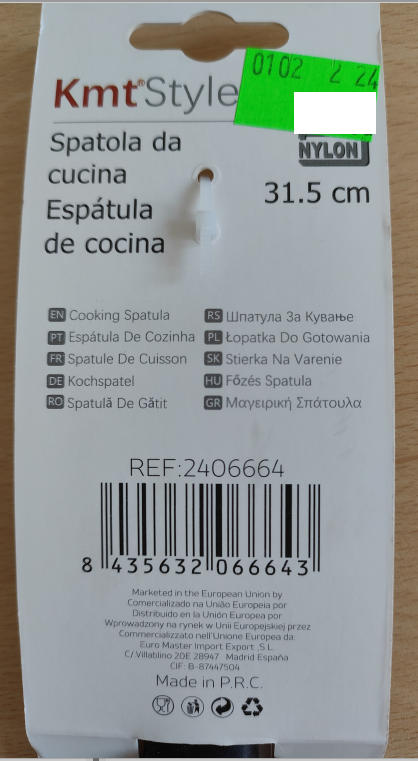 0102 2 24
Kmt®Style
NYLON
Spatola da
cucina
Espátula
de cocina
31.5 cm
EN Cooking Spatula
PT Espátula De Cozinha
FR Spatule De Cuisson
DE Kochspatel
RO Spatulă De Gătit
RS Шпатула За Кување
PL Łopatka Do Gotowania
SK Stierka Na Varenie
HU Főzés Spatula
GR Μαγειρική Σπάτουλα
REF:2406664
8 435632 066643
Marketed in the European Union by
Comercializado na União Europeia por
Distribuido en la Unión Europea por
Wprowadzony na rynek w Unii Europejskiej przez
Commercializzato nell'Unione Europea da:
Euro Master Import Export ,S.L.
C/ Villablino 20E 28947 Madrid España
CIF: B-87447504
Made in P.R.C.